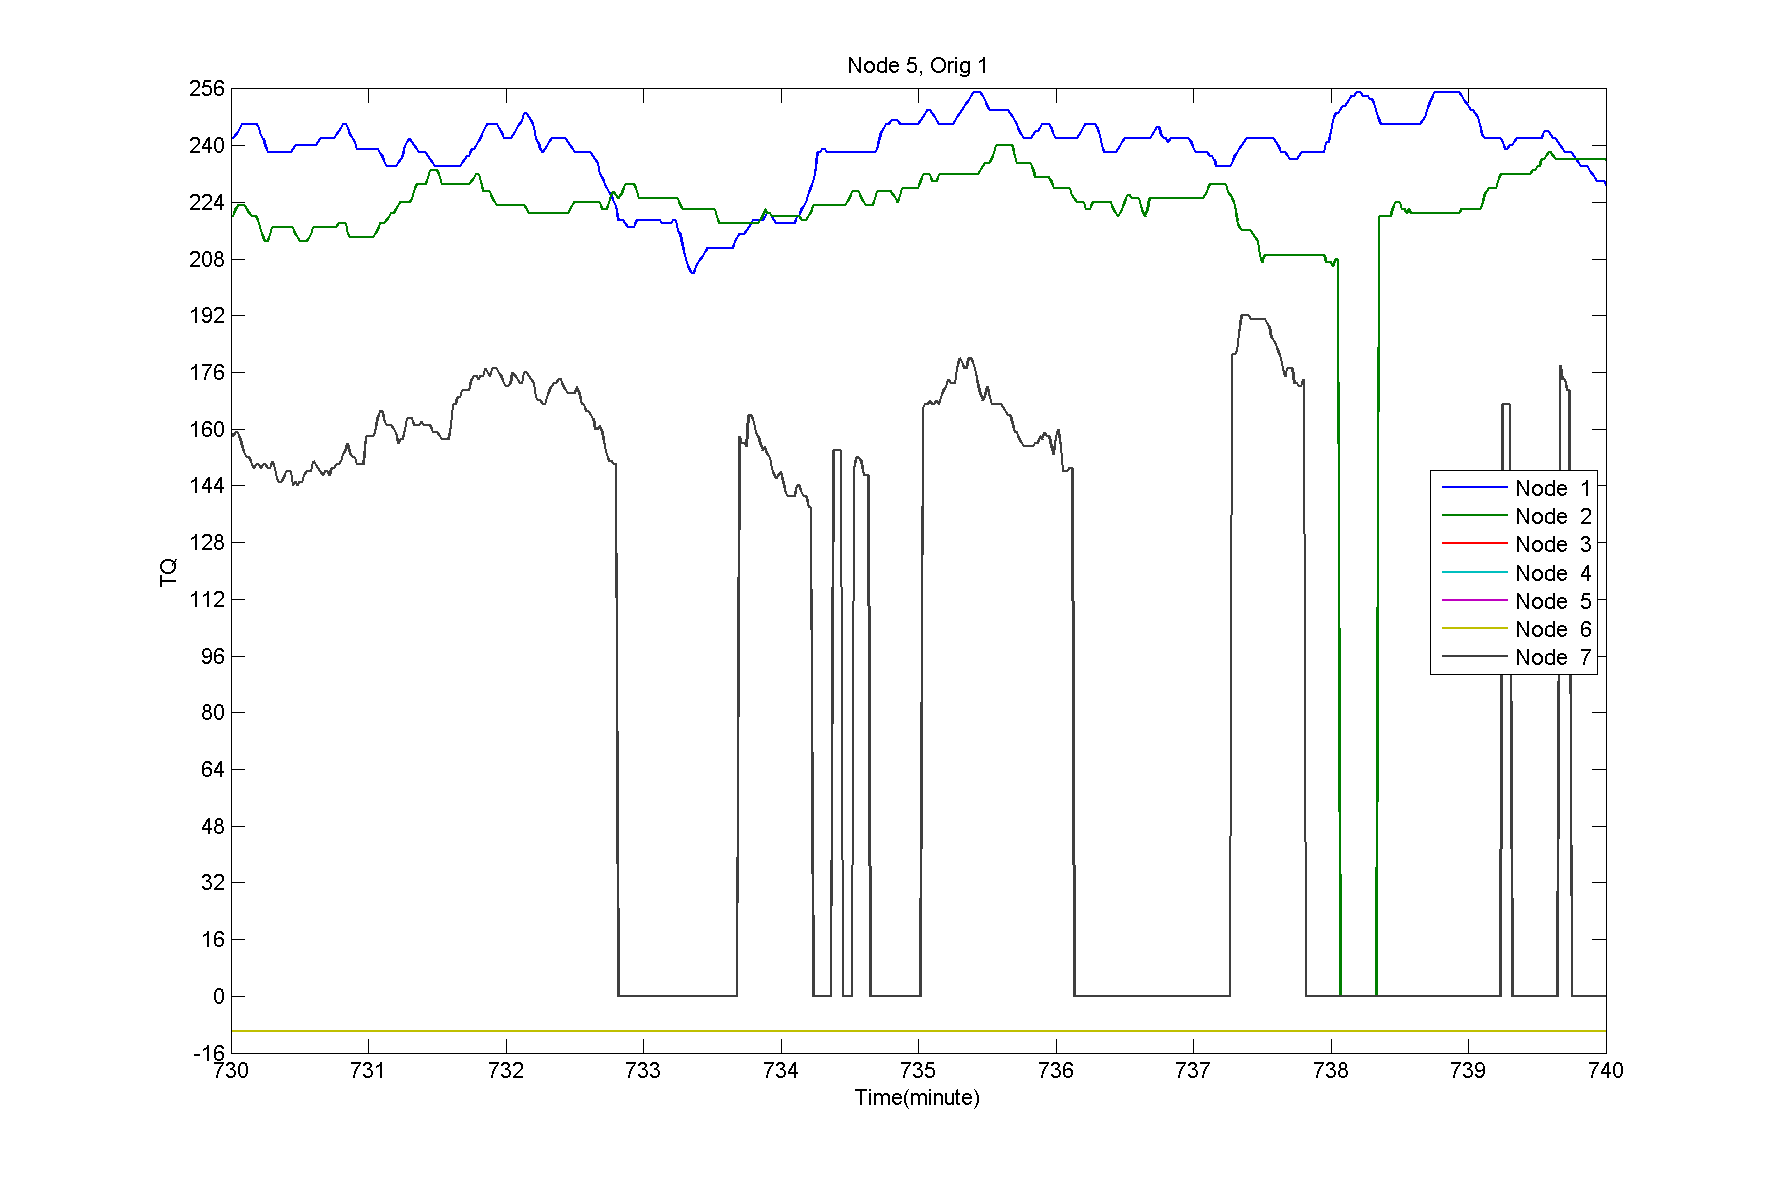 Node 5, Orig 1
256
240
224
208
192
176
160
144
128
112
96
80
64
48
32
16
0
-16
TQ
Node 1
Node 2
Node 3
Node 4
Node 5
Node 6
Node 7
730 731 732 733 734 735 736 737 738 739 740
Time(minute)